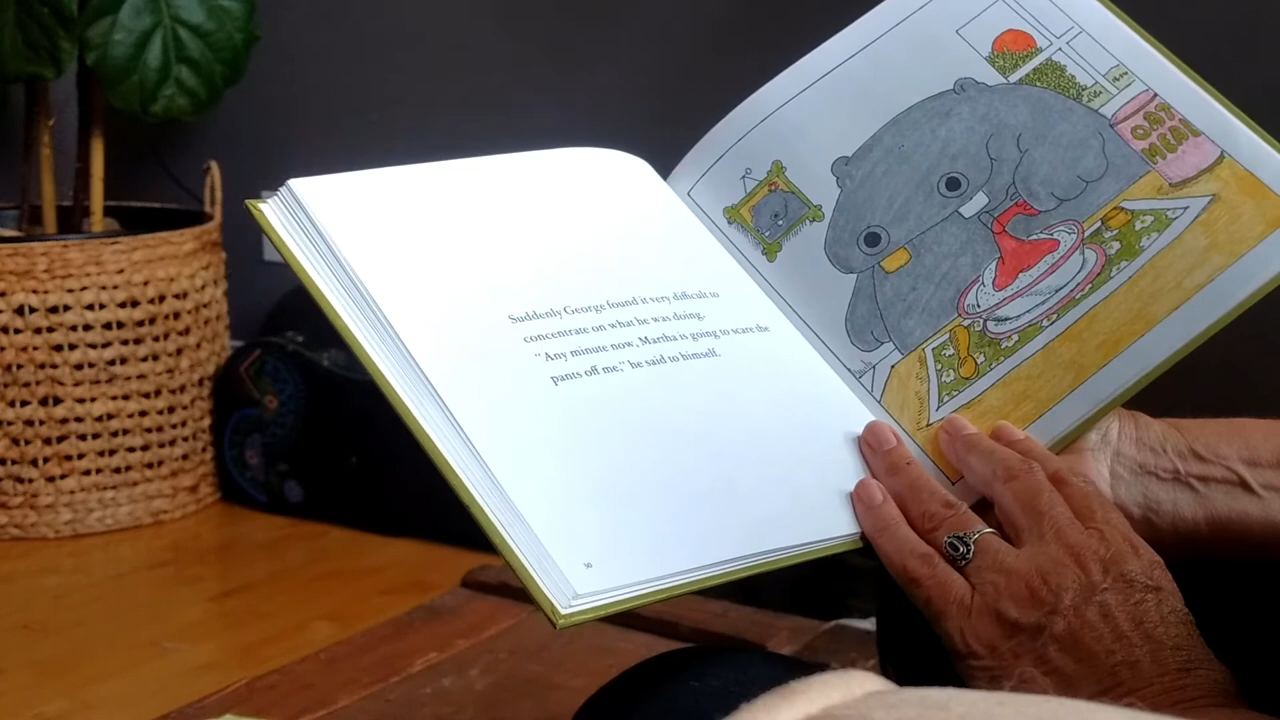 Suddenly George found it very difficult to
concentrate on what he was doing.
“Any minute now, Martha is going to scare the
pants off me,” he said to himself.
30
OAT
MEAL